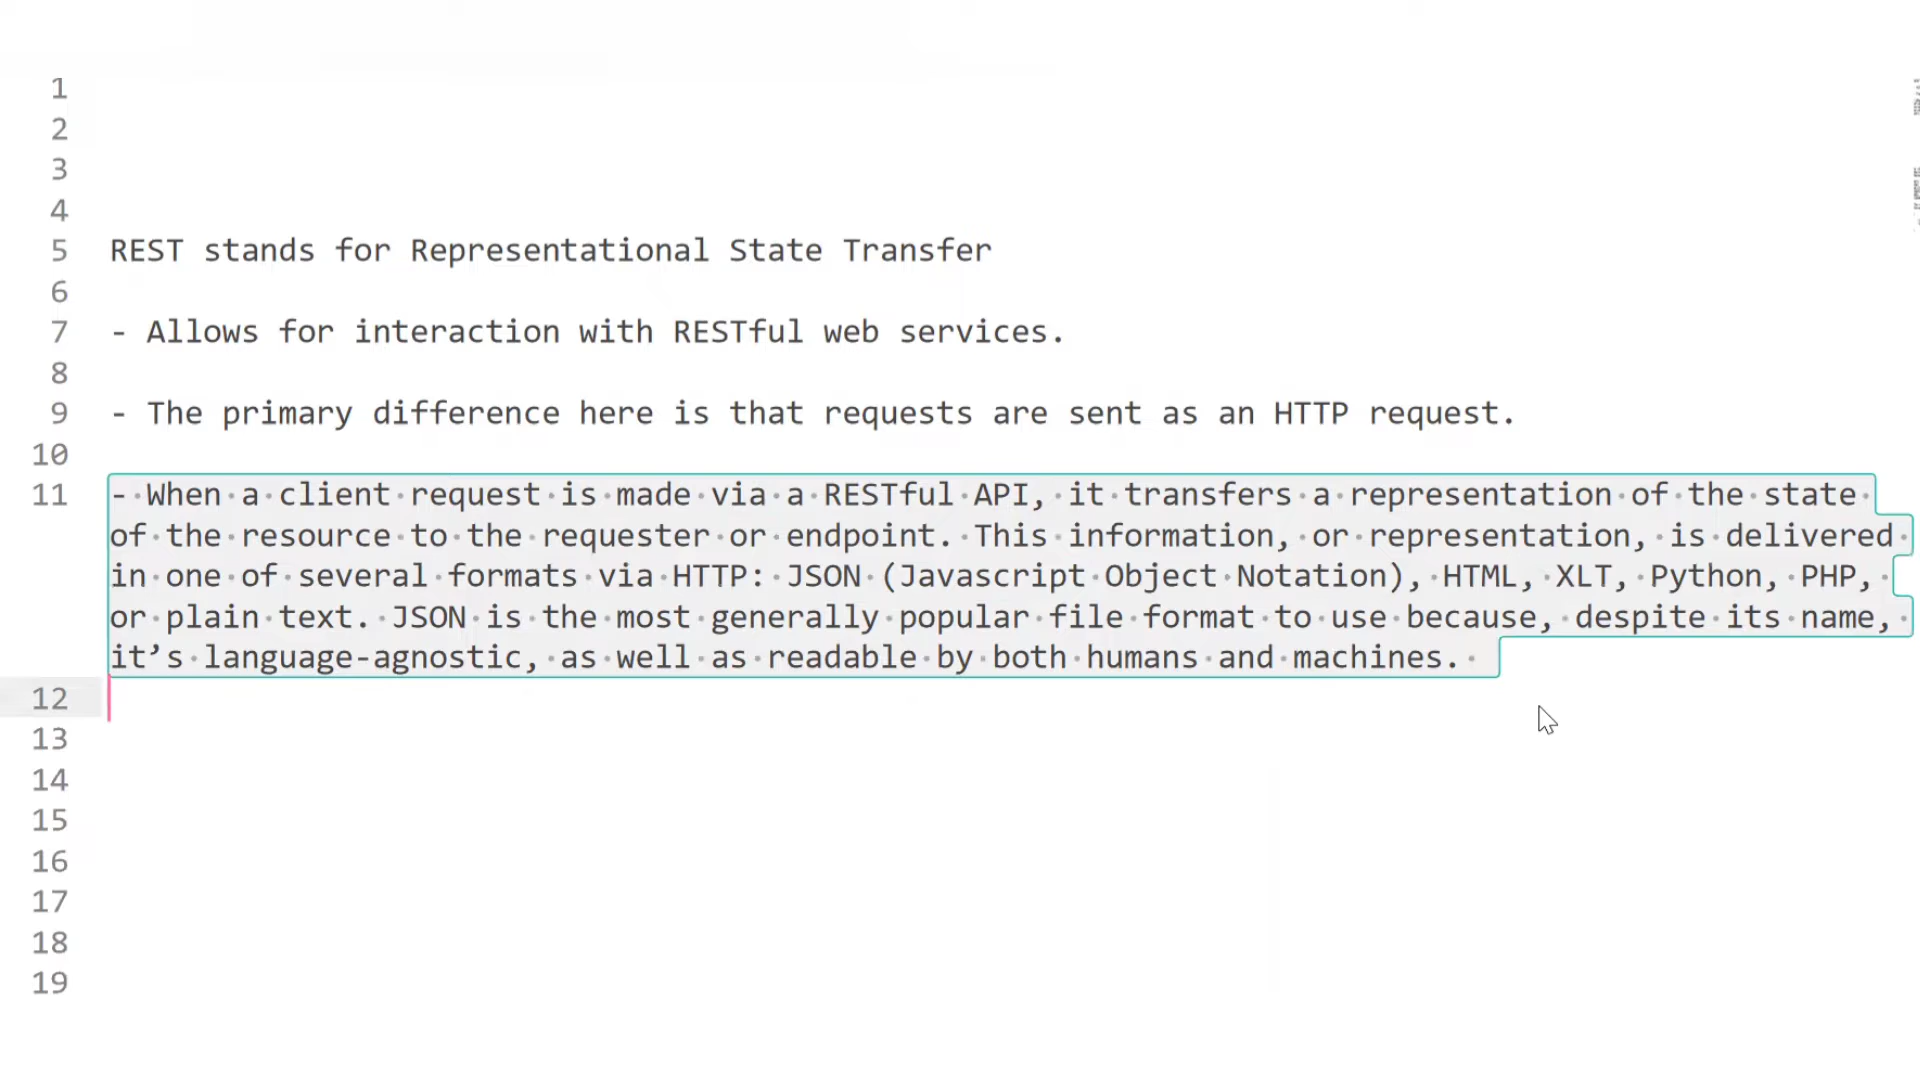 1
2
3
4
5 REST stands for Representational State Transfer
6
7 - Allows for interaction with RESTful web services.
8
9 - The primary difference here is that requests are sent as an HTTP request.
10
11 - When a client request is made via a RESTful API, it transfers a representation of the state
of the resource to the requester or endpoint. This information, or representation, is delivered
in one of several formats via HTTP: JSON (Javascript Object Notation), HTML, XLT, Python, PHP,
or plain text. JSON is the most generally popular file format to use because, despite its name,
it’s language-agnostic, as well as readable by both humans and machines.
12
13
14
15
16
17
18
19